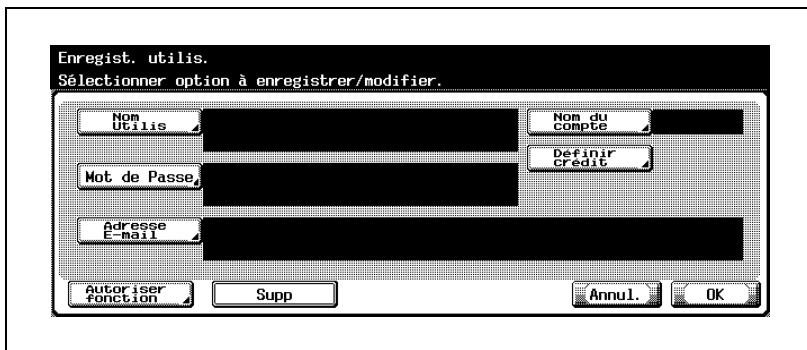 Enregist. utilis.
Sélectionner option à enregistrer/modifier.
Nom
Utilis
Nom du
compte
Définir
crédit
Mot de Passe
Adresse
E-mail
Autoriser
fonction
Supp
Annul.
OK